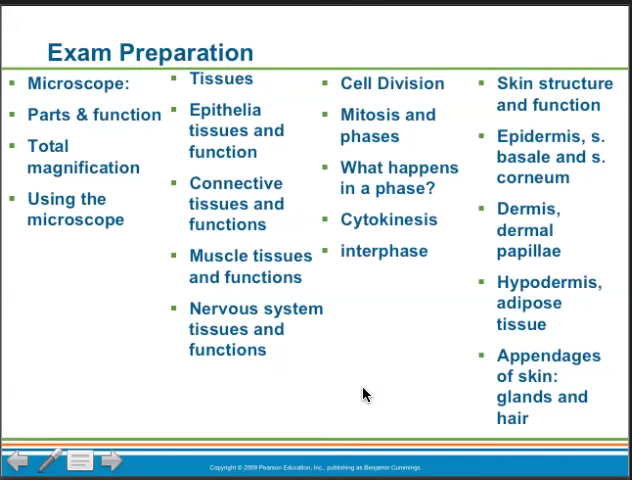 Exam Preparation
Microscope:
Parts & function
Total
magnification
Using the
microscope
Tissues
Epithelia
tissues and
function
Connective
tissues and
functions
Muscle tissues
and functions
Nervous system
tissues and
functions
Cell Division
Mitosis and
phases
What happens
in a phase?
Cytokinesis
interphase
Skin structure
and function
Epidermis, s.
basale and s.
corneum
Dermis,
dermal
papillae
Hypodermis,
adipose
tissue
Appendages
of skin:
glands and
hair
Copyright © 2009 Pearson Education, Inc., publishing as Benjamin Cummings